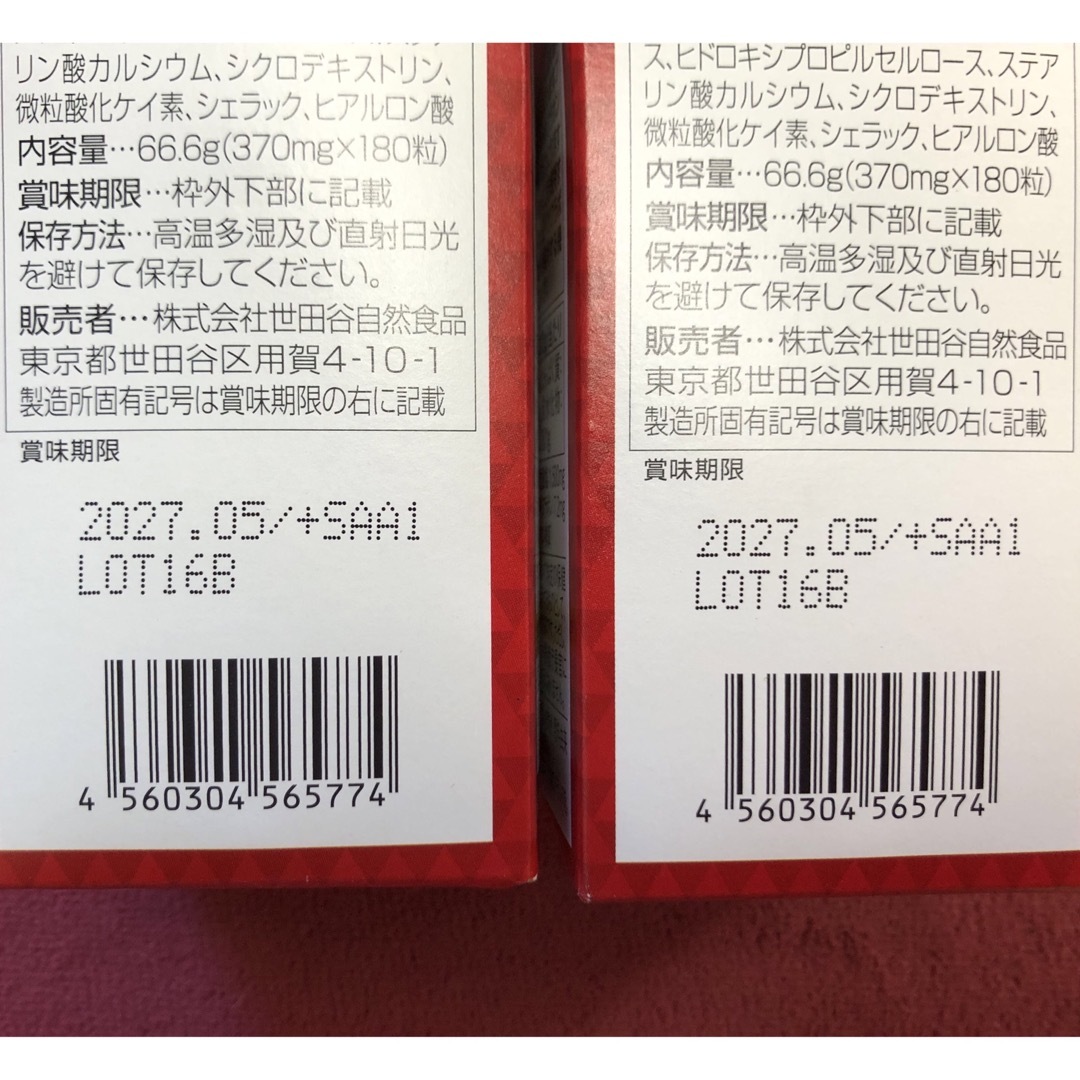 リン酸カルシウム、シクロデキストリン、
微粒酸化ケイ素、シェラック、ヒアルロン酸
内容量…66.6g(370mg×180粒)
賞味期限…枠外下部に記載
保存方法…高温多湿及び直射日光
を避けて保存してください。
販売者…株式会社世田谷自然食品
東京都世田谷区用賀4-10-1
製造所固有記号は賞味期限の右に記載
賞味期限
2027.05/+SAA1
LOT16B
4 560304 565774
ス、ヒドロキシプロピルセルロース、ステア
リン酸カルシウム、シクロデキストリン、
微粒酸化ケイ素、シェラック、ヒアルロン酸
内容量…66.6g(370mg×180粒)
賞味期限…枠外下部に記載
保存方法…高温多湿及び直射日光
を避けて保存してください。
販売者…株式会社世田谷自然食品
東京都世田谷区用賀4-10-1
製造所固有記号は賞味期限の右に記載
賞味期限
2027.05/+SAA1
LOT16B
4 560304 565774